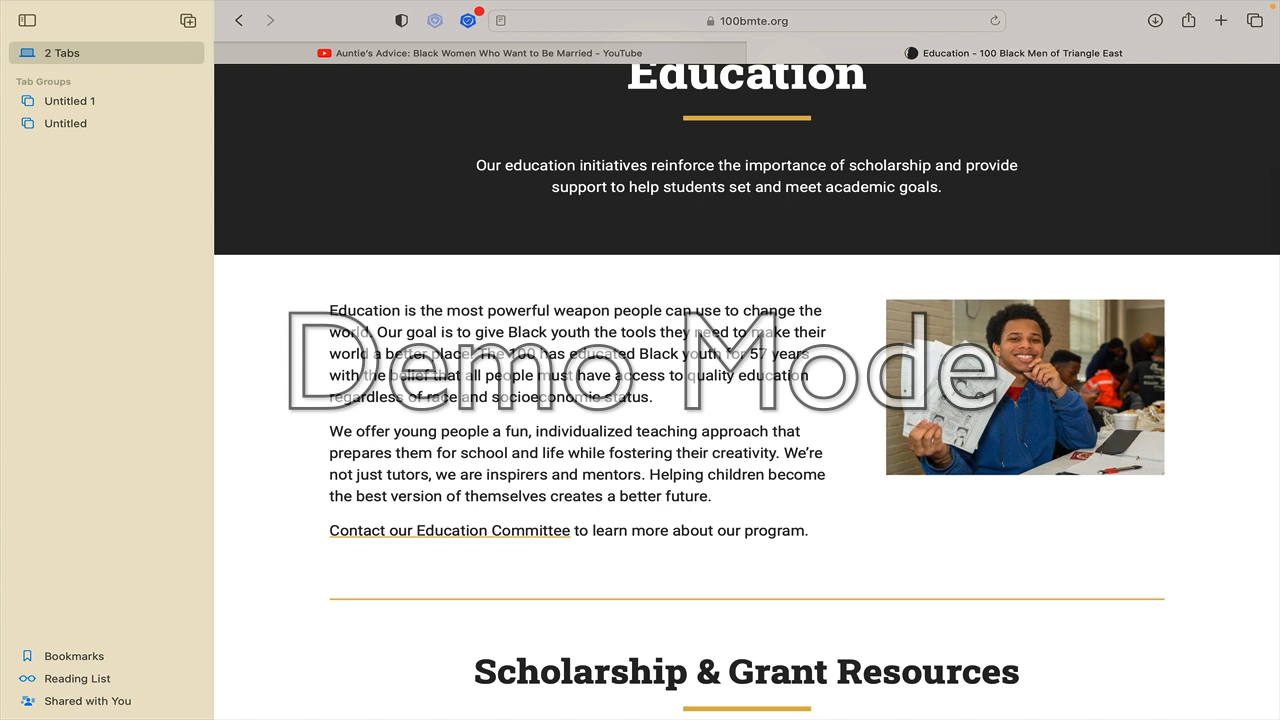 2 Tabs
Tab Groups
Untitled 1
Untitled
Bookmarks
Reading List
Shared with You
100bmte.org
Auntie's Advice: Black Women Who Want to Be Married - YouTube
Education - 100 Black Men of Triangle East
Education
Our education initiatives reinforce the importance of scholarship and provide
support to help students set and meet academic goals.
Education is the most powerful weapon people can use to change the
world. Our goal is to give Black youth the tools they need to make their
world a better place. The 100 has educated Black youth for 57 years
with the belief that all people must have access to quality education
regardless of race and socioeconomic status.
Demo Mode
We offer young people a fun, individualized teaching approach that
prepares them for school and life while fostering their creativity. We're
not just tutors, we are inspirers and mentors. Helping children become
the best version of themselves creates a better future.
Contact our Education Committee to learn more about our program.
Scholarship & Grant Resources